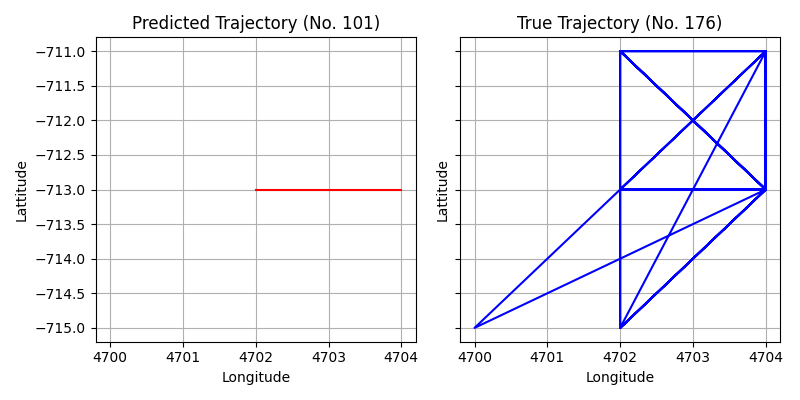 Predicted Trajectory (No. 101)
True Trajectory (No. 176)
Lattitude
−711.0
−711.5
−712.0
−712.5
−713.0
−713.5
−714.0
−714.5
−715.0
4700 4701 4702 4703 4704
Longitude
Lattitude
4700 4701 4702 4703 4704
Longitude